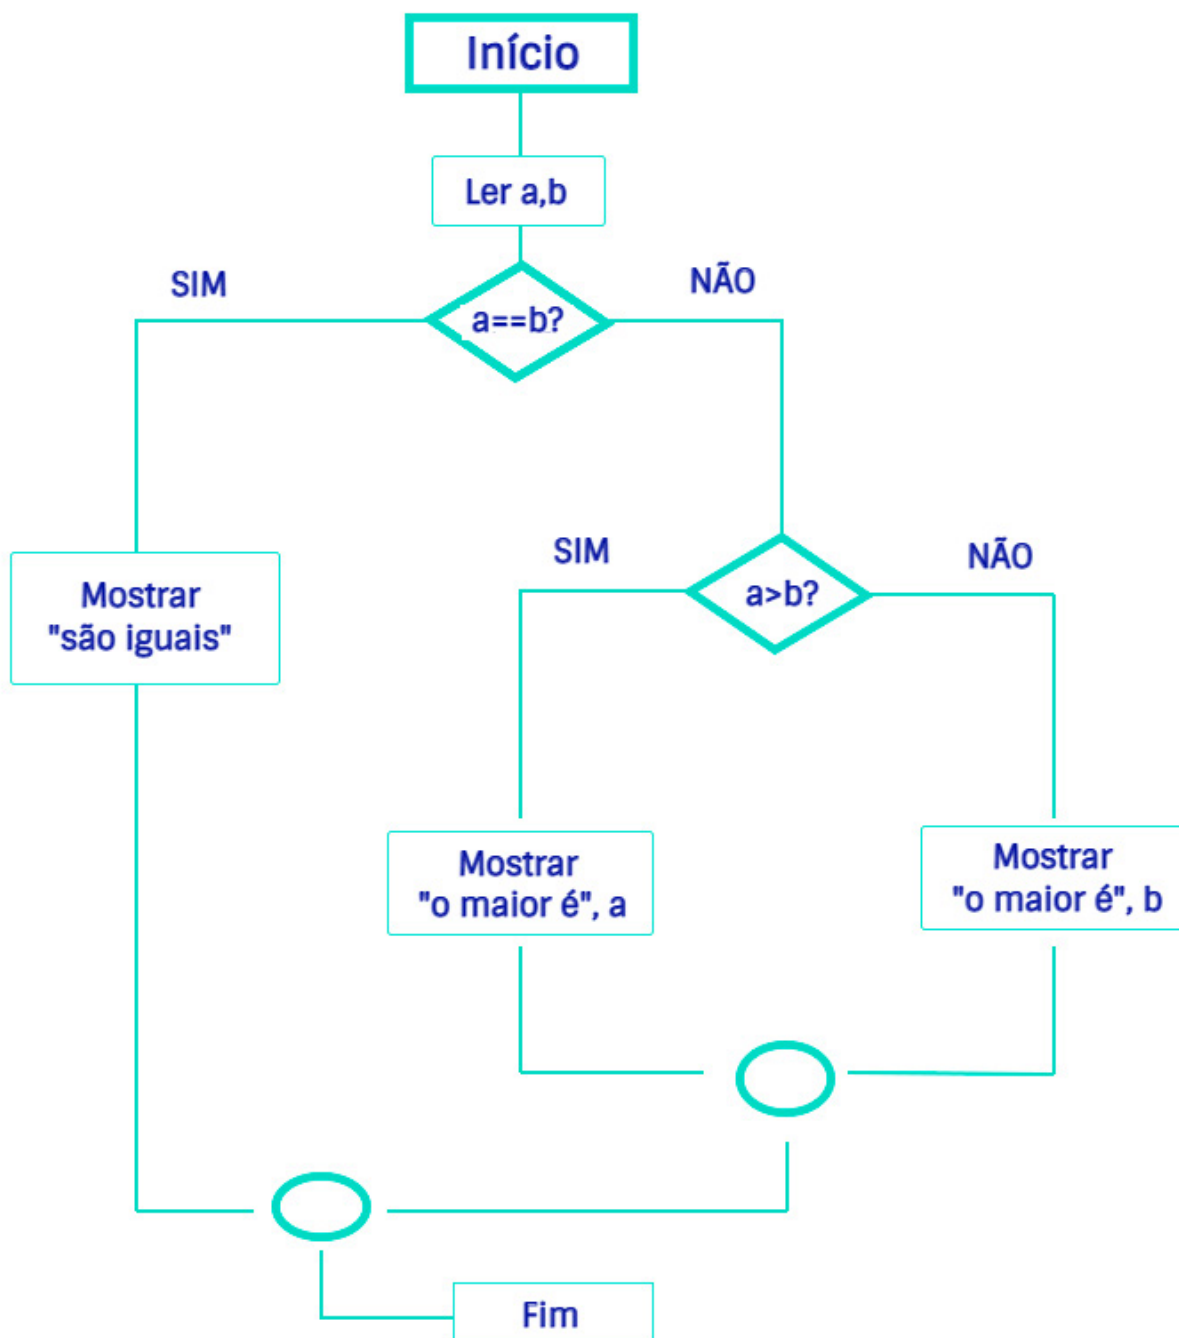 Início
Ler a,b
SIM
NÃO
a==b?
SIM
NÃO
a>b?
Mostrar
"são iguais"
Mostrar
"o maior é", a
Mostrar
"o maior é", b
Fim